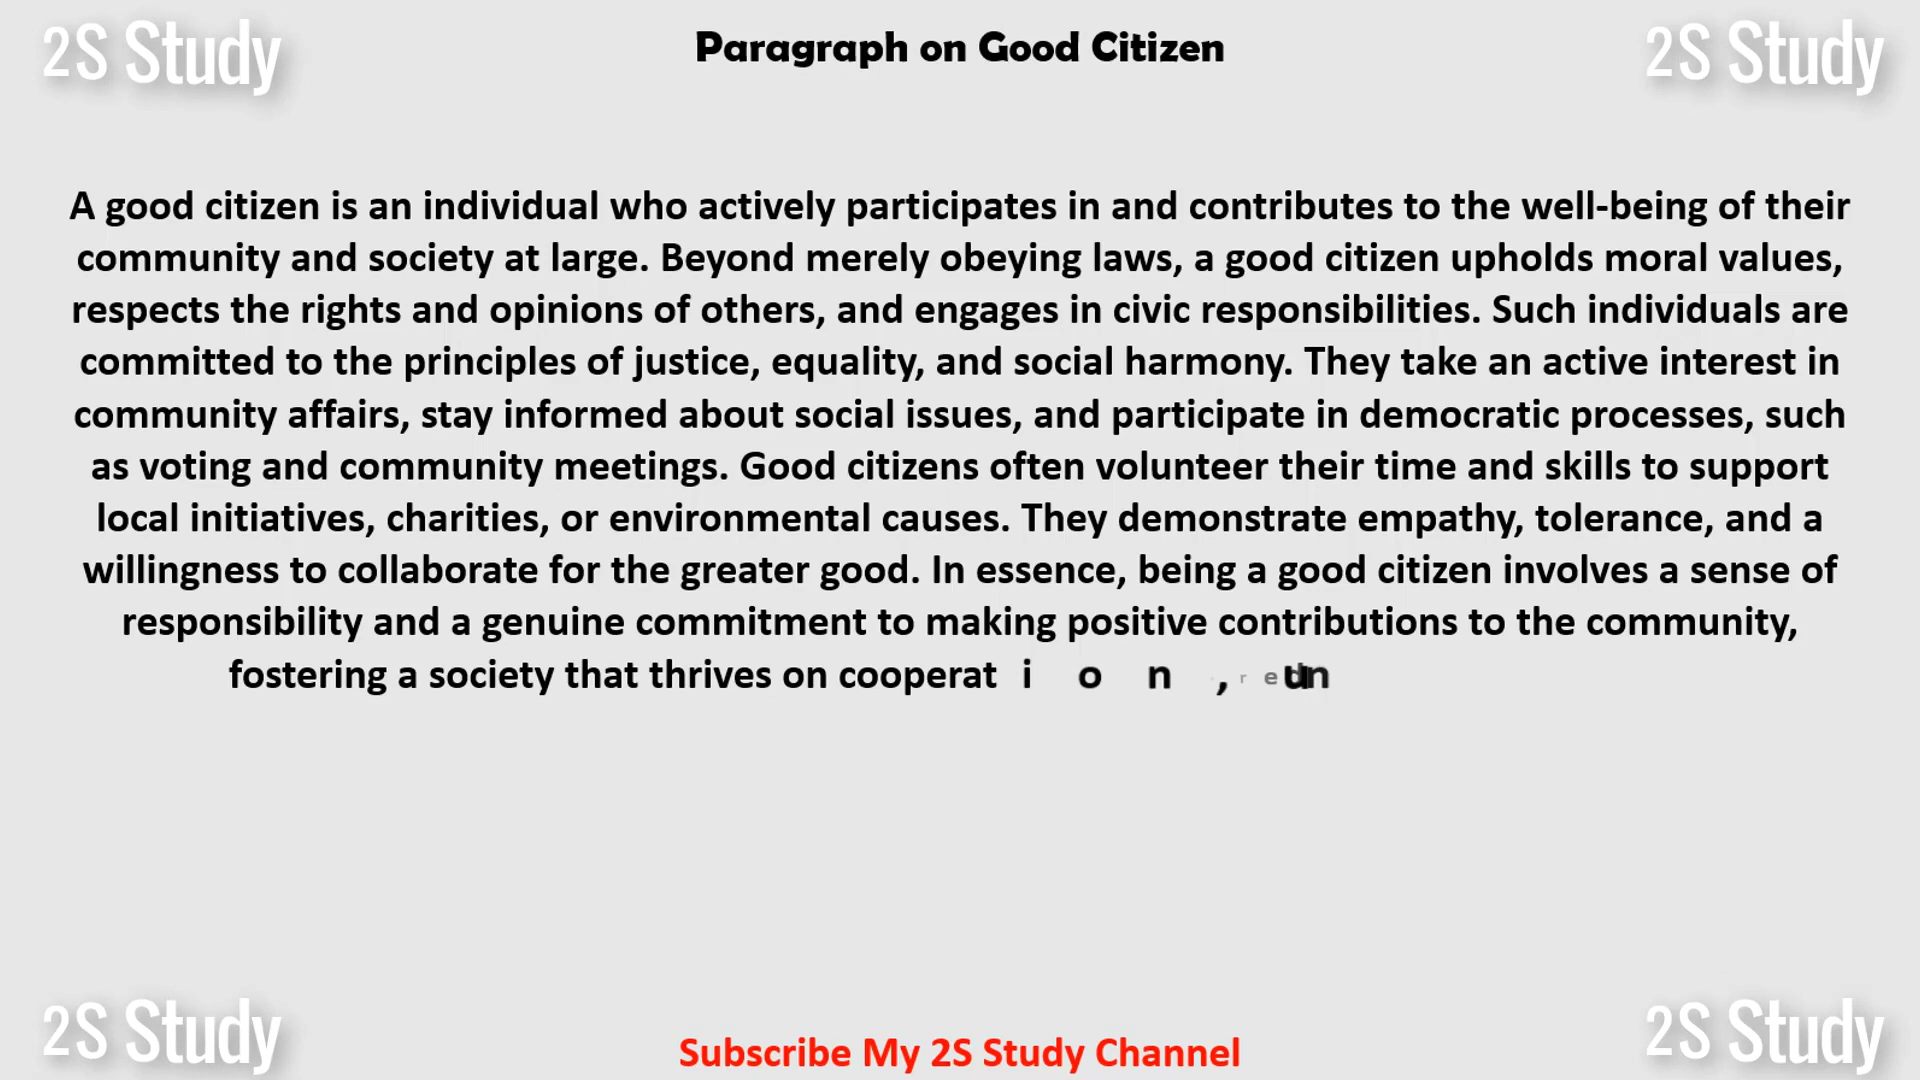 2S Study
Paragraph on Good Citizen
2S Study
A good citizen is an individual who actively participates in and contributes to the well-being of their
community and society at large. Beyond merely obeying laws, a good citizen upholds moral values,
respects the rights and opinions of others, and engages in civic responsibilities. Such individuals are
committed to the principles of justice, equality, and social harmony. They take an active interest in
community affairs, stay informed about social issues, and participate in democratic processes, such
as voting and community meetings. Good citizens often volunteer their time and skills to support
local initiatives, charities, or environmental causes. They demonstrate empathy, tolerance, and a
willingness to collaborate for the greater good. In essence, being a good citizen involves a sense of
responsibility and a genuine commitment to making positive contributions to the community,
fostering a society that thrives on cooperation,
2S Study
Subscribe My 2S Study Channel
2S Study